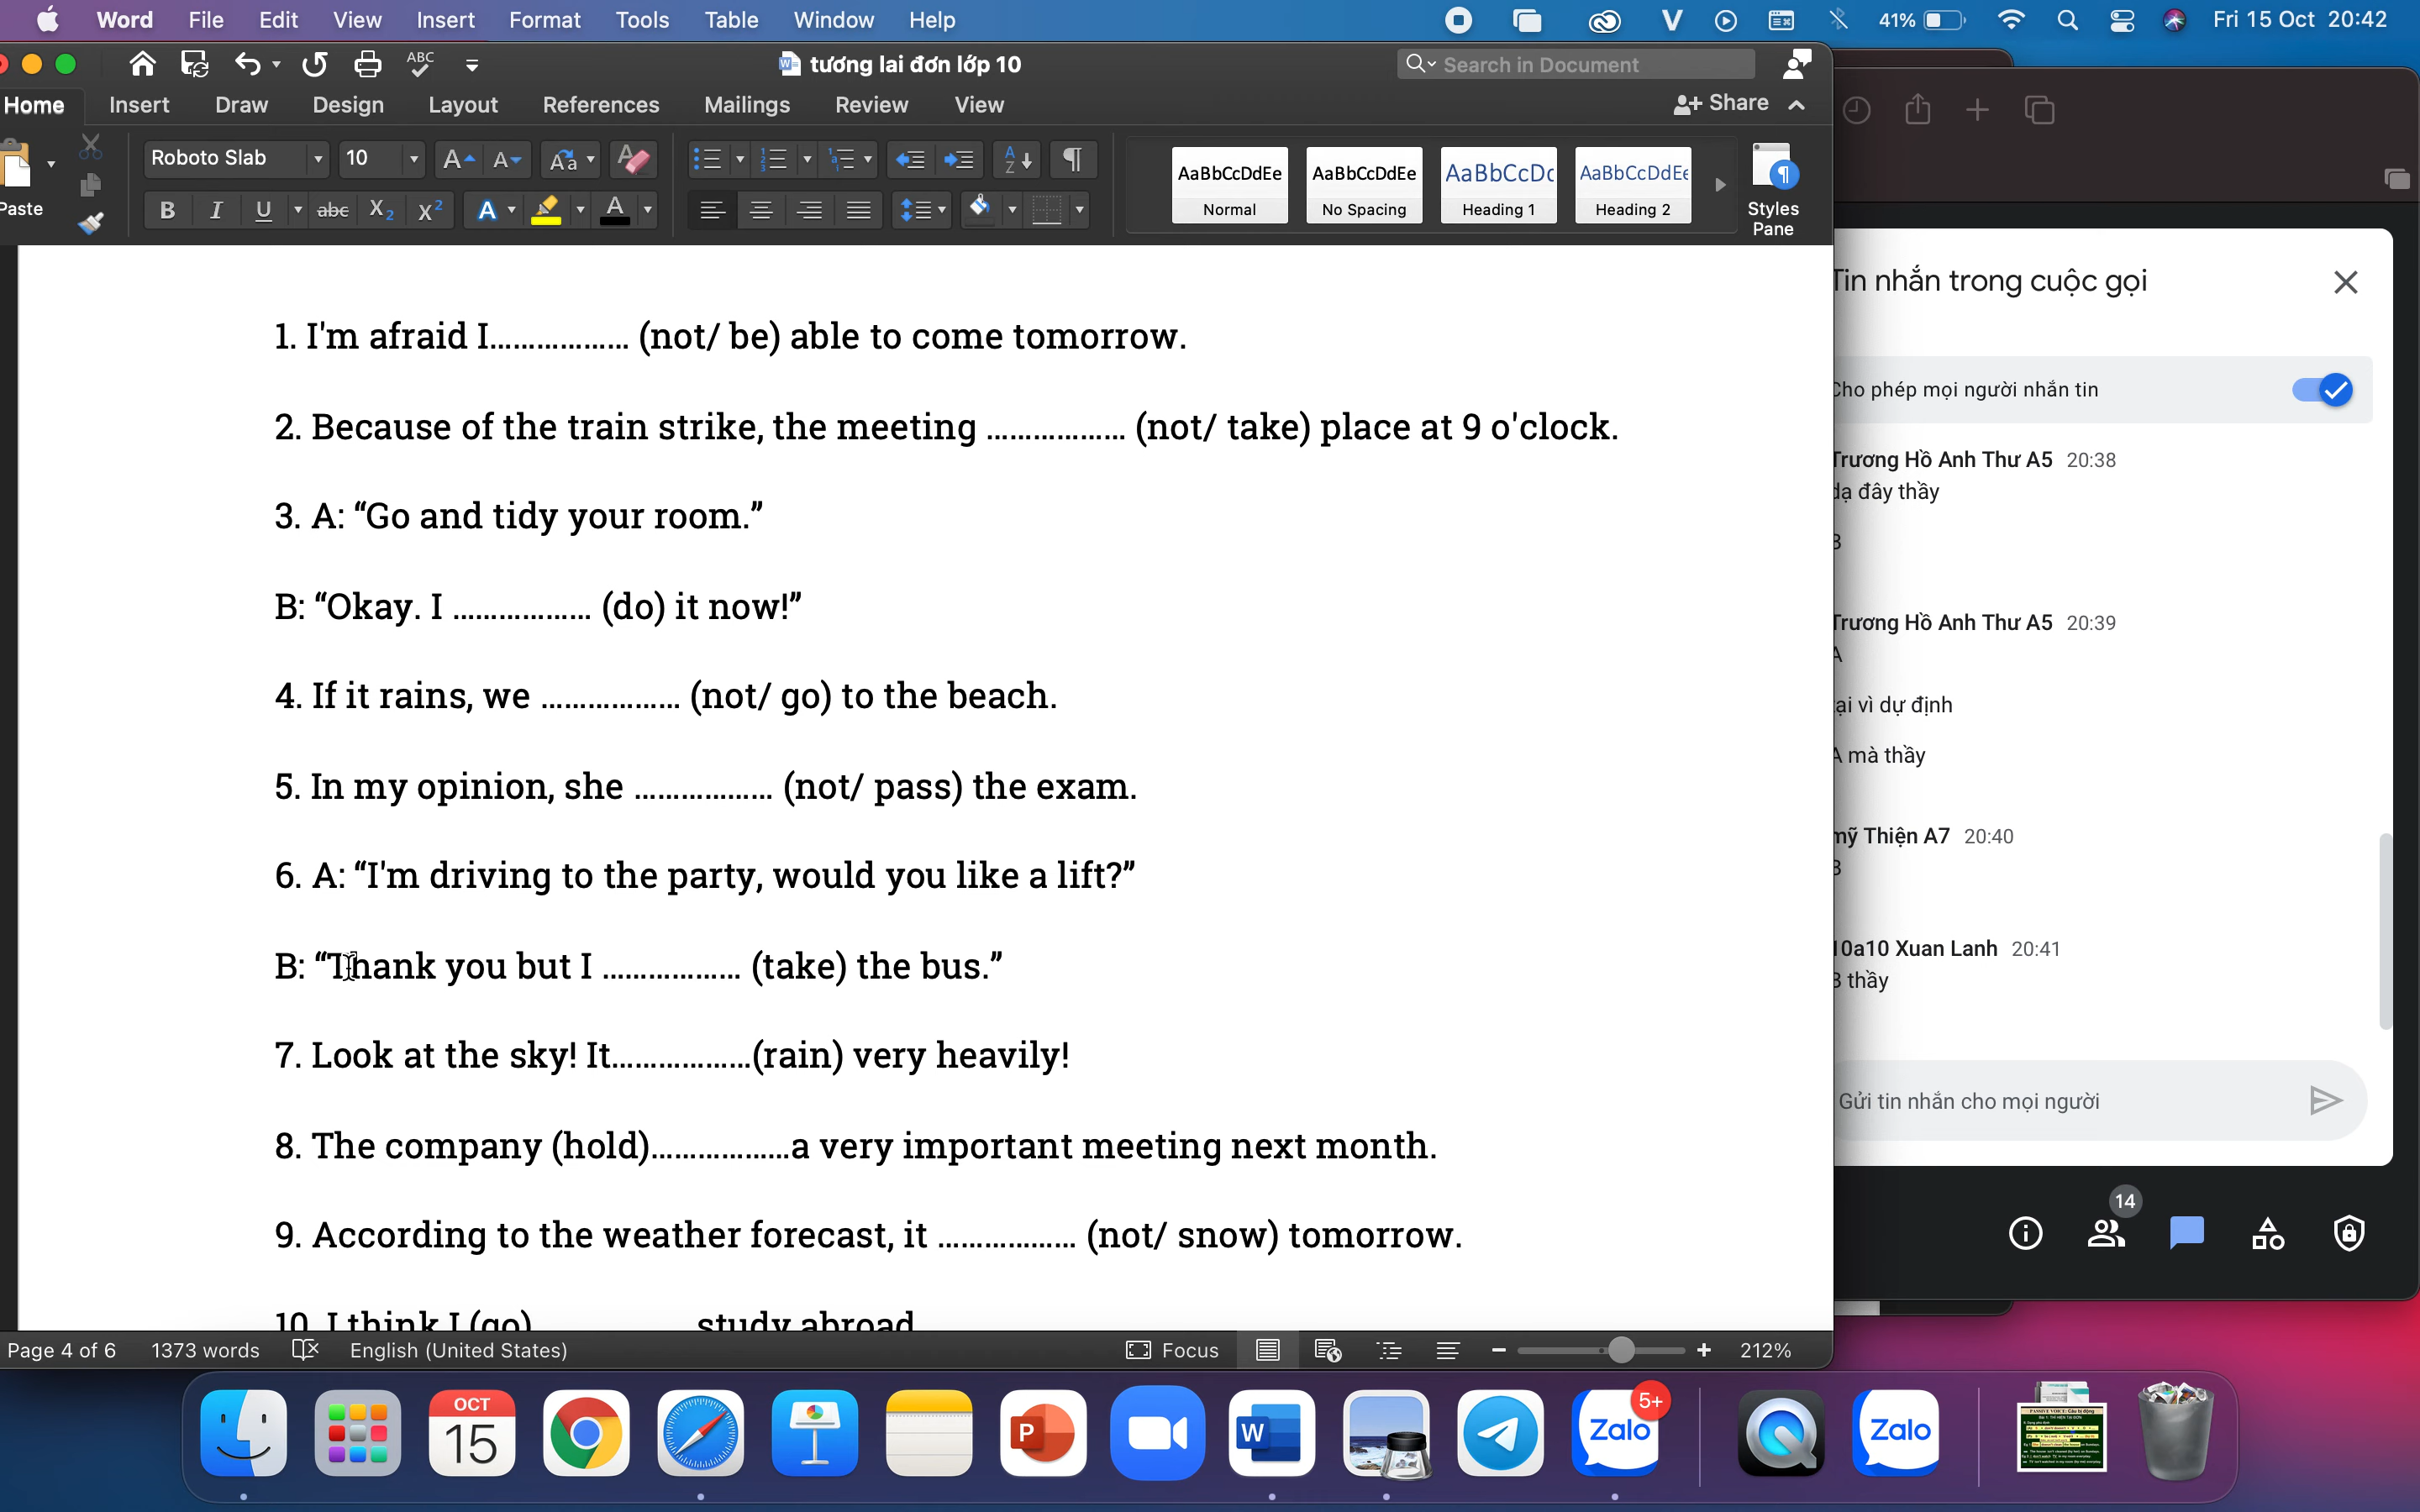 Word File Edit View Insert Format Tools Table Window Help
41% Fri 15 Oct 20:42
tương lai đơn lớp 10
Search in Document
Home Insert Draw Design Layout References Mailings Review View
Share
Paste
Roboto Slab 10
AaBbCcDdEe AaBbCcDdEe AaBbCcDc AaBbCcDdEe
Normal No Spacing Heading 1 Heading 2
Styles
Pane
1. I'm afraid I.................. (not/ be) able to come tomorrow.
2. Because of the train strike, the meeting .................. (not/ take) place at 9 o'clock.
3. A: “Go and tidy your room.”
B: “Okay. I .................. (do) it now!”
4. If it rains, we .................. (not/ go) to the beach.
5. In my opinion, she .................. (not/ pass) the exam.
6. A: “I'm driving to the party, would you like a lift?”
B: “Thank you but I .................. (take) the bus.”
7. Look at the sky! It..................(rain) very heavily!
8. The company (hold)..................a very important meeting next month.
9. According to the weather forecast, it .................. (not/ snow) tomorrow.
10. I think I (go) study abroad
Page 4 of 6 1373 words English (United States) Focus 212%
Tin nhắn trong cuộc gọi
Cho phép mọi người nhắn tin
Trương Hồ Anh Thư A5 20:38
dạ đây thầy
B
Trương Hồ Anh Thư A5 20:39
A
tại vì dự định
A mà thầy
mỹ Thiện A7 20:40
B
10a10 Xuan Lanh 20:41
B thầy
Gửi tin nhắn cho mọi người
14
OCT
15
Zalo
5+
Zalo